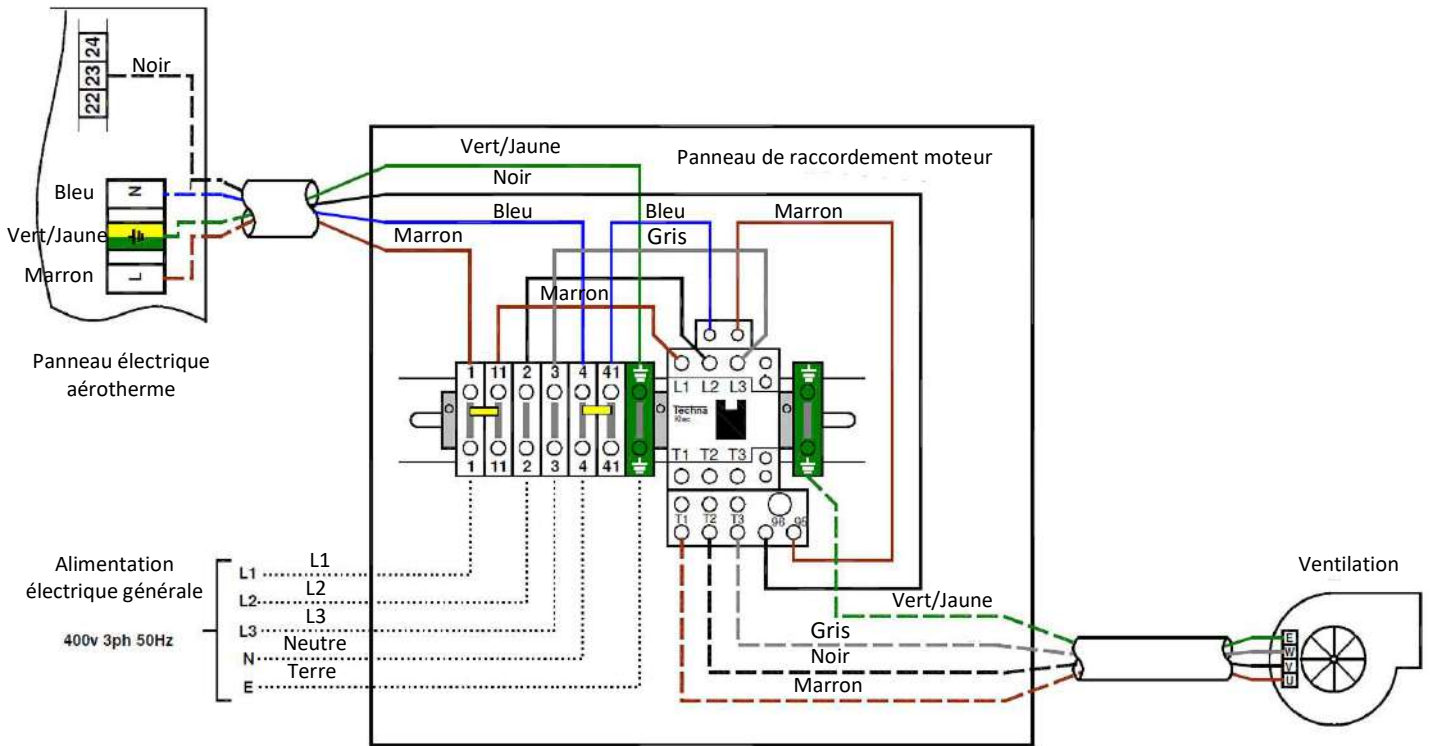 24
23
22
Noir
Bleu
N
Vert/Jaune
Marron
L
Panneau électrique
aérotherme
Vert/Jaune
Panneau de raccordement moteur
Noir
Bleu
Bleu
Marron
Marron
Gris
Marron
1 11 2 3 4 41
L1 L2 L3
Techna
T1 T2 T3
1 11 2 3 4 41
T1 T2 T3 96 95
Alimentation
électrique générale
400v 3ph 50Hz
L1 L1
L2 L2
L3 L3
N Neutre
E Terre
Vert/Jaune
Gris
Noir
Marron
Ventilation
E
W
V
U